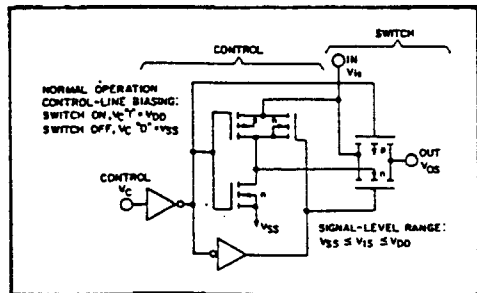 CONTROL
SWITCH
IN
Vis
NORMAL OPERATION
CONTROL-LINE BIASING:
SWITCH ON, VC "1" = VDD
SWITCH OFF, VC "0" = VSS
p
n
p
n
OUT
VOS
CONTROL
VC
n
VSS
SIGNAL-LEVEL RANGE:
VSS ≤ VIS ≤ VDD